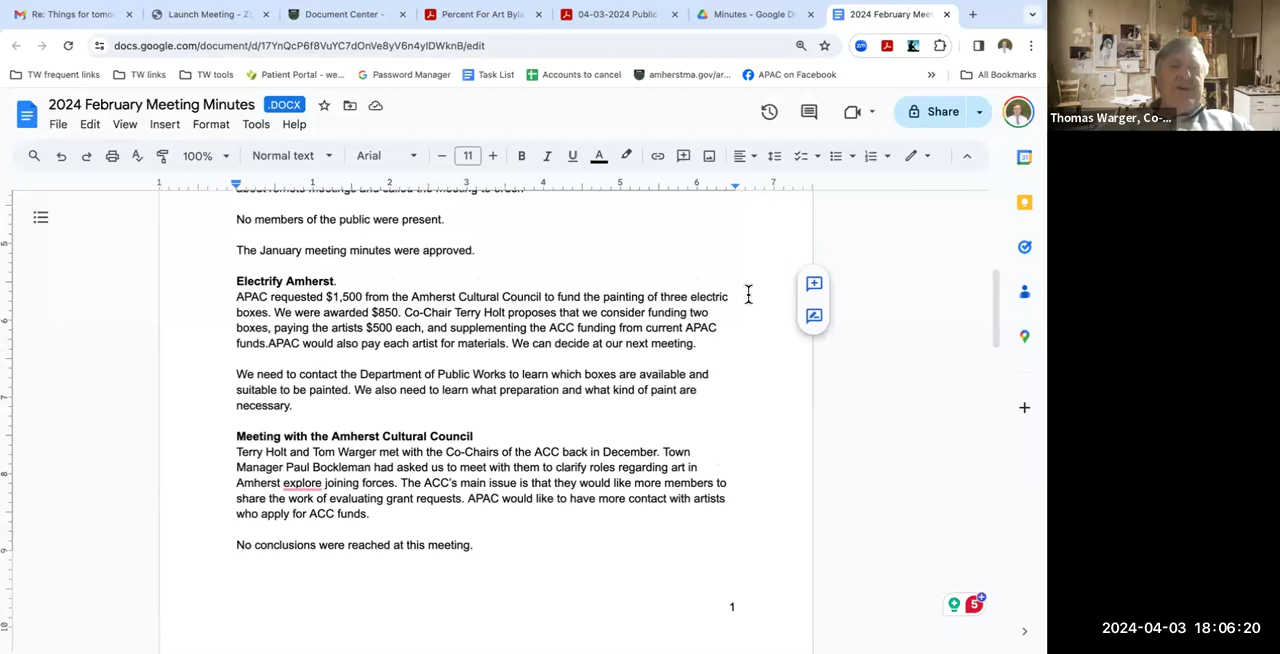 Re: Things for tomo
Launch Meeting - Z
Document Center -
Percent For Art Byla
04-03-2024 Public
Minutes - Google D
2024 February Meet
docs.google.com/document/d/17YnQcP6f8VuYC7dOnVe8yV6n4yIDWknB/edit
TW frequent links
TW links
TW tools
Patient Portal - we...
Password Manager
Task List
Accounts to cancel
amherstma.gov/ar...
APAC on Facebook
All Bookmarks
2024 February Meeting Minutes .DOCX
File Edit View Insert Format Tools Help
Share
100% Normal text Arial 11
1 1 2 3 4 5 6 7
No members of the public were present.
The January meeting minutes were approved.
Electrify Amherst.
APAC requested $1,500 from the Amherst Cultural Council to fund the painting of three electric
boxes. We were awarded $850. Co-Chair Terry Holt proposes that we consider funding two
boxes, paying the artists $500 each, and supplementing the ACC funding from current APAC
funds.APAC would also pay each artist for materials. We can decide at our next meeting.
We need to contact the Department of Public Works to learn which boxes are available and
suitable to be painted. We also need to learn what preparation and what kind of paint are
necessary.
Meeting with the Amherst Cultural Council
Terry Holt and Tom Warger met with the Co-Chairs of the ACC back in December. Town
Manager Paul Bockleman had asked us to meet with them to clarify roles regarding art in
Amherst explore joining forces. The ACC's main issue is that they would like more members to
share the work of evaluating grant requests. APAC would like to have more contact with artists
who apply for ACC funds.
No conclusions were reached at this meeting.
1
5
Thomas Warger, Co-...
2024-04-03 18:06:20